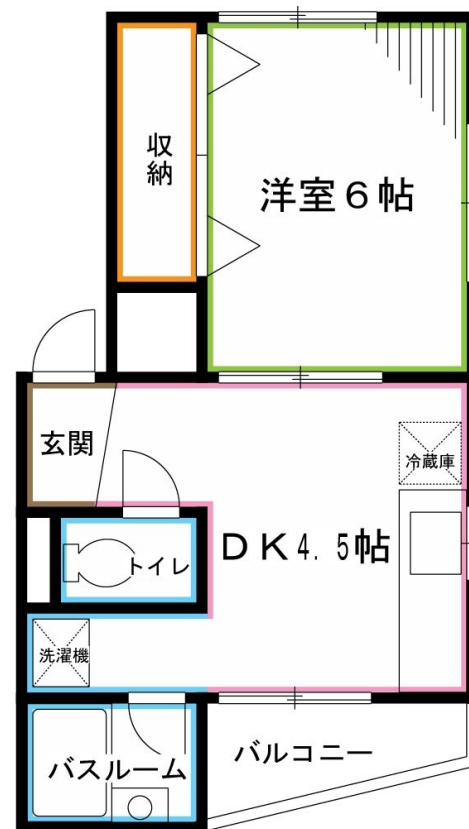 収納
洋室６帖
玄関
冷蔵庫
トイレ
ＤＫ4.5帖
洗濯機
バスルーム
バルコニー